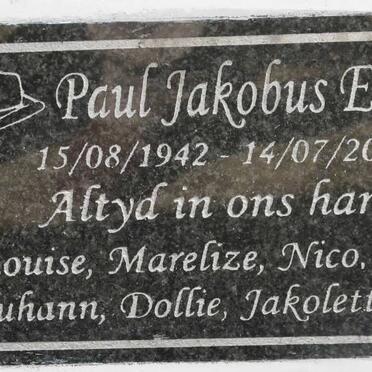 Paul Jakobus E
15/08/1942 - 14/07/20
Altyd in ons har
ouise, Marelize, Nico,
uhann, Dollie, Jakolett